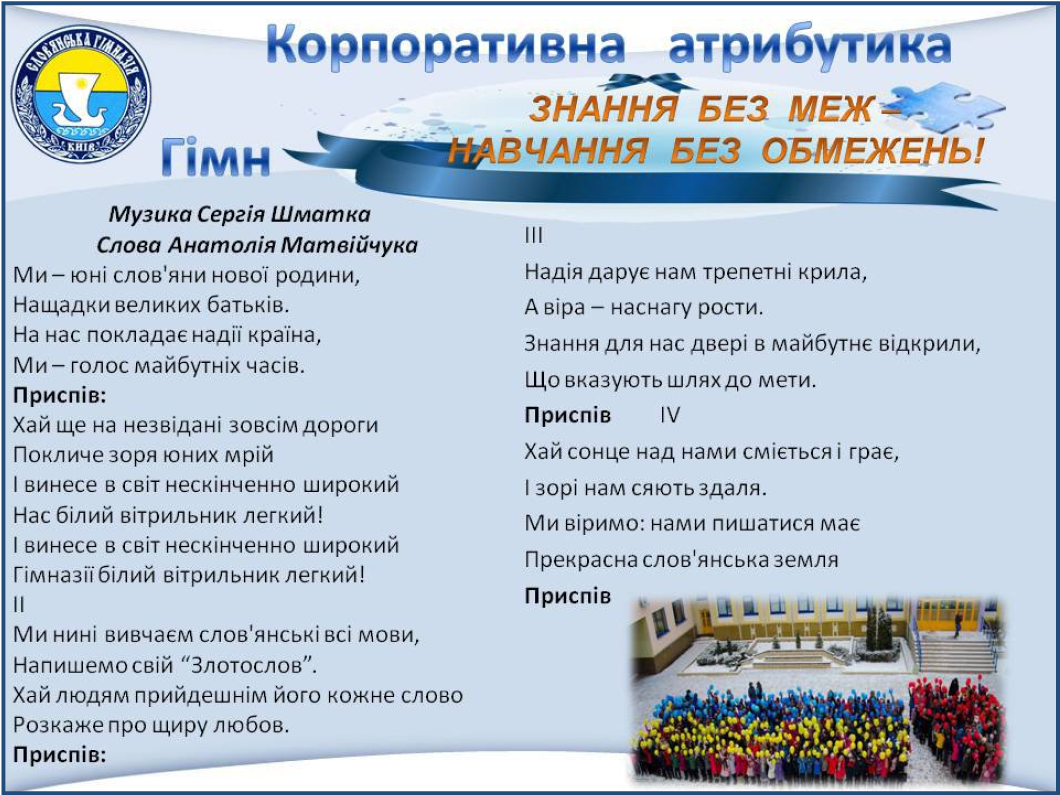 Корпоративна атрибутика
СЛОВ'ЯНСЬКА ГІМНАЗІЯ
КИЇВ
ЗНАННЯ БЕЗ МЕЖ –
НАВЧАННЯ БЕЗ ОБМЕЖЕНЬ!
Гімн
Музика Сергія Шматка
Слова Анатолія Матвійчука
Ми – юні слов'яни нової родини,
Нащадки великих батьків.
На нас покладає надії країна,
Ми – голос майбутніх часів.
Приспів:
Хай ще на незвідані зовсім дороги
Покличе зоря юних мрій
І винесе в світ нескінченно широкий
Нас білий вітрильник легкий!
І винесе в світ нескінченно широкий
Гімназії білий вітрильник легкий!
ІІ
Ми нині вивчаєм слов'янські всі мови,
Напишемо свій “Злотослов”.
Хай людям прийдешнім його кожне слово
Розкаже про щиру любов.
Приспів:
ІІІ
Надія дарує нам трепетні крила,
А віра – наснагу рости.
Знання для нас двері в майбутнє відкрили,
Що вказують шлях до мети.
Приспів IV
Хай сонце над нами сміється і грає,
І зорі нам сяють здаля.
Ми віримо: нами пишатися має
Прекрасна слов'янська земля
Приспів